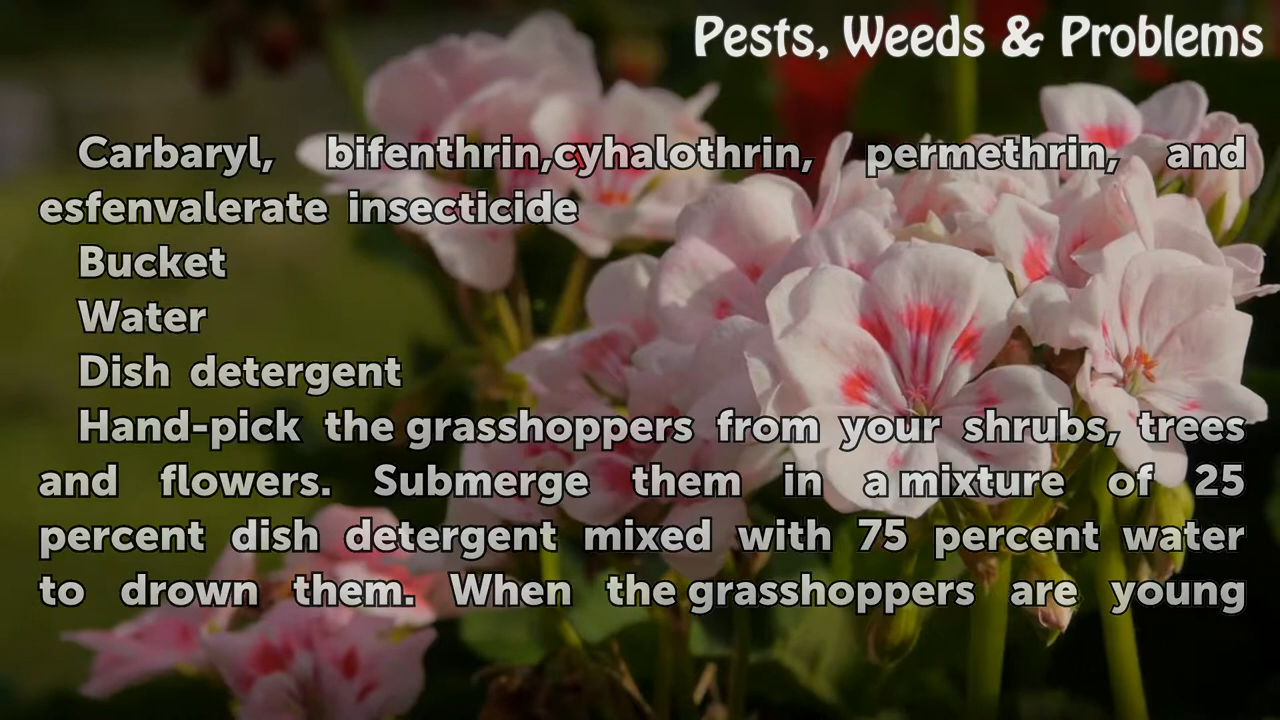 Pests, Weeds & Problems
Carbaryl, bifenthrin,cyhalothrin, permethrin, and
esfenvalerate insecticide
Bucket
Water
Dish detergent
Hand-pick the grasshoppers from your shrubs, trees
and flowers. Submerge them in a mixture of 25
percent dish detergent mixed with 75 percent water
to drown them. When the grasshoppers are young